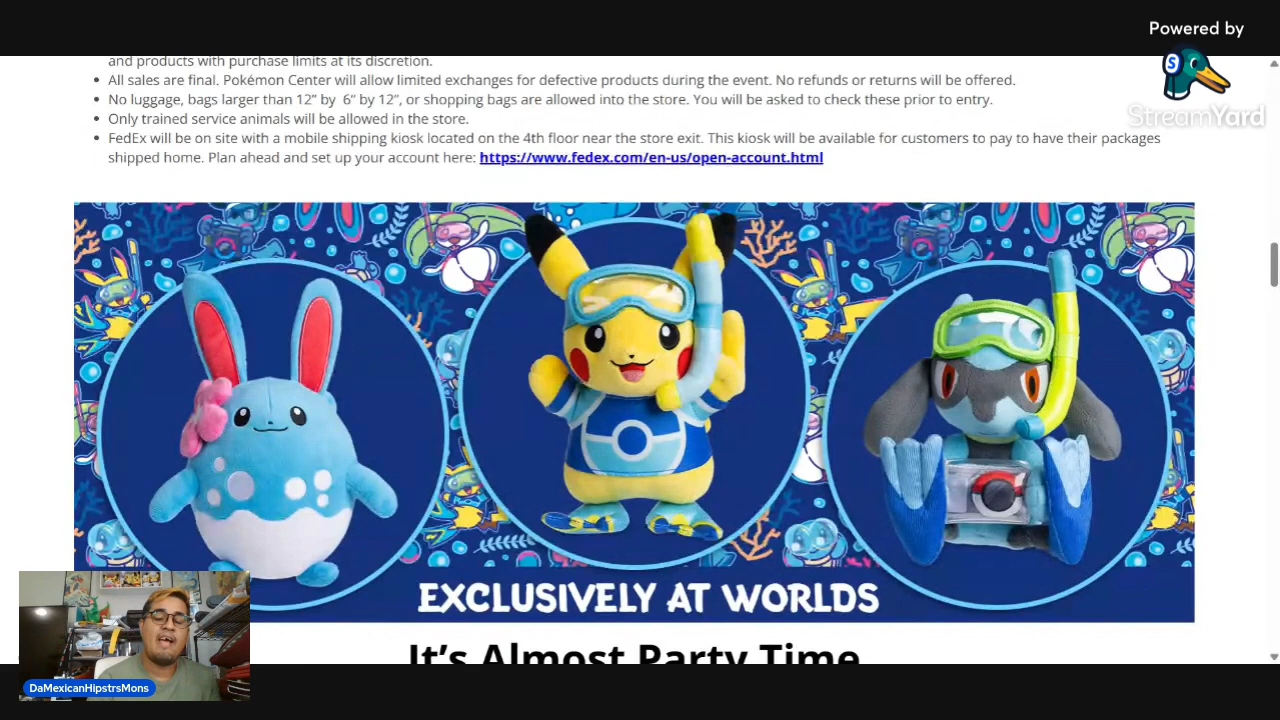 Powered by
S
StreamYard
and products with purchase limits at its discretion.
All sales are final. Pokémon Center will allow limited exchanges for defective products during the event. No refunds or returns will be offered.
No luggage, bags larger than 12” by  6” by 12”, or shopping bags are allowed into the store. You will be asked to check these prior to entry.
Only trained service animals will be allowed in the store.
FedEx will be on site with a mobile shipping kiosk located on the 4th floor near the store exit. This kiosk will be available for customers to pay to have their packages
shipped home. Plan ahead and set up your account here: https://www.fedex.com/en-us/open-account.html
EXCLUSIVELY AT WORLDS
It’s Almost Party Time
DaMexicanHipstrsMons